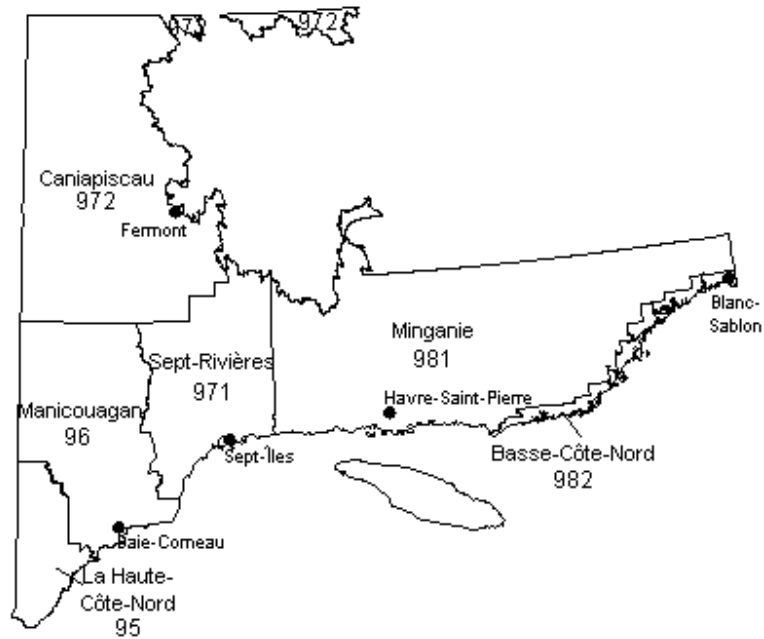 972
972
Caniapiscau
972
Fermont
Blanc-
Sablon
Minganie
981
Sept-Rivières
971
Havre-Saint-Pierre
Manicouagan
96
Sept-Îles
Basse-Côte-Nord
982
Baie-Comeau
La Haute-
Côte-Nord
95